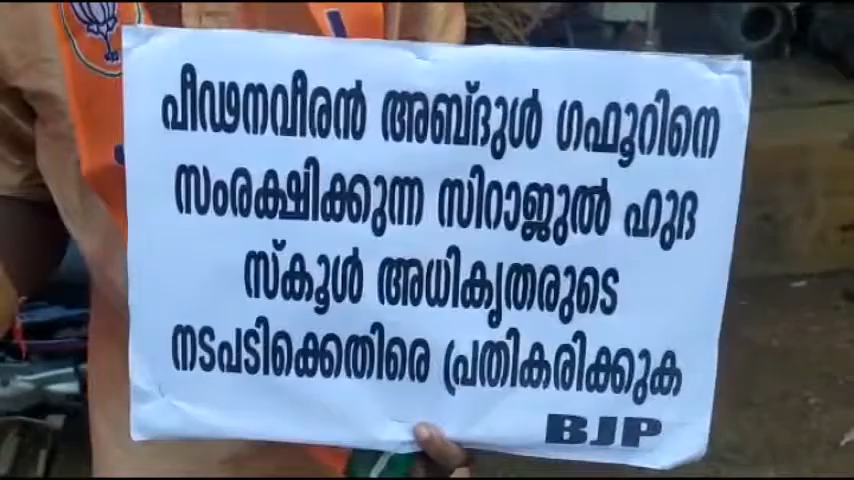 പീഢനവീരൻ അബ്ദുൾ ഗഫൂറിനെ
സംരക്ഷിക്കുന്ന സിറാജുൽ ഹുദ
സ്കൂൾ അധികൃതരുടെ
നടപടിക്കെതിരെ പ്രതികരിക്കുക
BJP